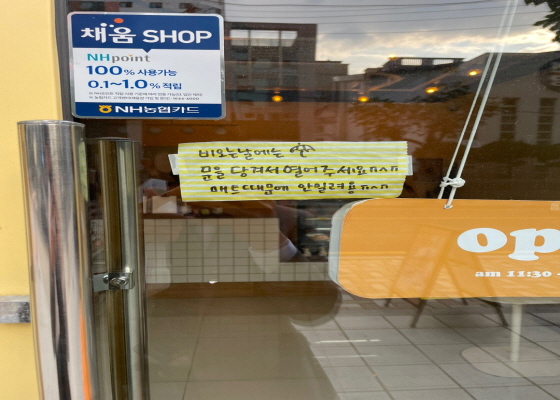 채움 SHOP
NHpoint
100% 사용가능
0.1~1.0% 적립
NH농협카드
비오는날에는
문을 당겨서 열어주세요ㅠㅅㅠ
매트때문에 안밀려용ㅠㅅㅠ
op
am 11:30